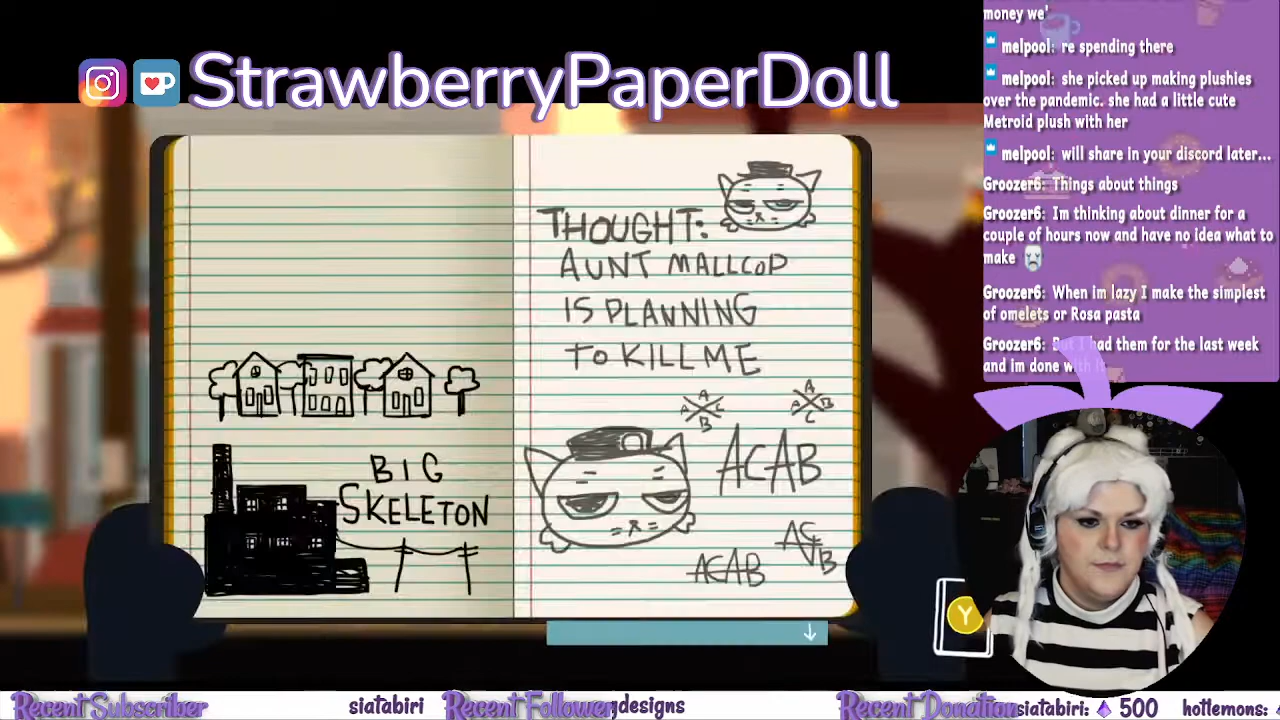 StrawberryPaperDoll
THOUGHT:
AUNT MALLCOP
IS PLANNING
TO KILL ME
A
A C
B
A
A B
C
ACAB
ACAB
ACAB
BIG
SKELETON
Y
money we'
melpool: re spending there
melpool: she picked up making plushies
over the pandemic. she had a little cute
Metroid plush with her
melpool: will share in your discord later...
Groozer6: Things about things
Groozer6: Im thinking about dinner for a
couple of hours now and have no idea what to
make
Groozer6: When im lazy I make the simplest
of omelets or Rosa pasta
Groozer6: But I had them for the last week
and im done with
Recent Subscriber siatabiri Recent Follower gdesigns Recent Donation siatabiri: 500 hotlemons: